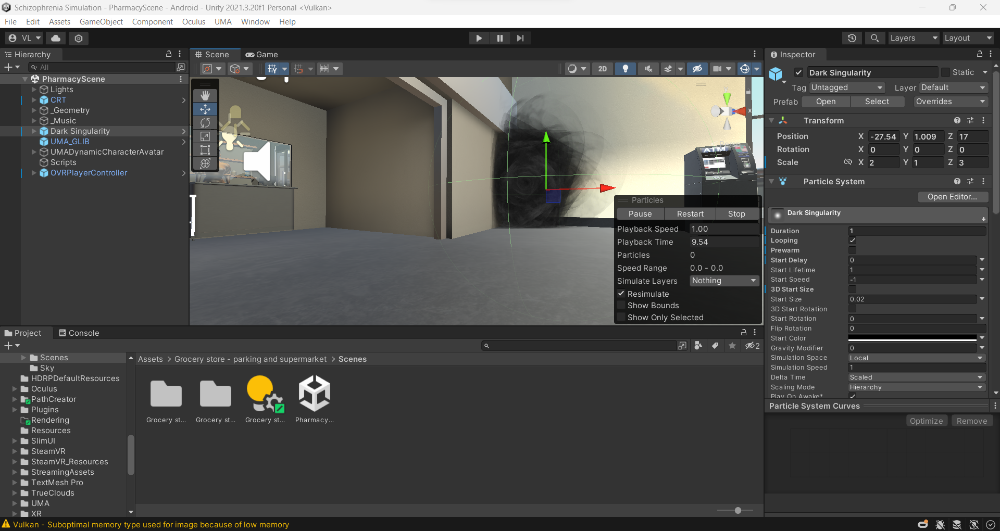 Schizophrenia Simulation - PharmacyScene - Android - Unity 2021.3.20f1 Personal <Vulkan>
File Edit Assets GameObject Component Oculus UMA Window Help
VL Layers Layout
Hierarchy
All
PharmacyScene
Lights
CRT
_Geometry
_Music
Dark Singularity
UMA_GLIB
UMADynamicCharacterAvatar
Scripts
OVRPlayerController
Scene Game
2D
Y
X
ATM
Particles
Pause Restart Stop
Playback Speed 1.00
Playback Time 9.54
Particles 0
Speed Range 0.0 - 0.0
Simulate Layers Nothing
Resimulate
Show Bounds
Show Only Selected
Inspector
Dark Singularity Static
Tag Untagged Layer Default
Prefab Open Select Overrides
Transform
Position X -27.54 Y 1.009 Z 17
Rotation X 0 Y 0 Z 0
Scale X 2 Y 1 Z 3
Particle System
Open Editor...
Dark Singularity
Duration 1
Looping
Prewarm
Start Delay 0
Start Lifetime 1
Start Speed -1
3D Start Size
Start Size 0.02
3D Start Rotation
Start Rotation 0
Flip Rotation 0
Start Color
Gravity Modifier 0
Simulation Space Local
Simulation Speed 1
Delta Time Scaled
Scaling Mode Hierarchy
Play On Awake*
Particle System Curves
Optimize Remove
Project Console
2
Scenes
Sky
HDRPDefaultResources
Oculus
PathCreator
Plugins
Rendering
Resources
SlimUI
SteamVR
SteamVR_Resources
StreamingAssets
TextMesh Pro
TrueClouds
UMA
XR
Assets > Grocery store - parking and supermarket > Scenes
Grocery st... Grocery st... Grocery st... Pharmacy...
Vulkan - Suboptimal memory type used for image because of low memory